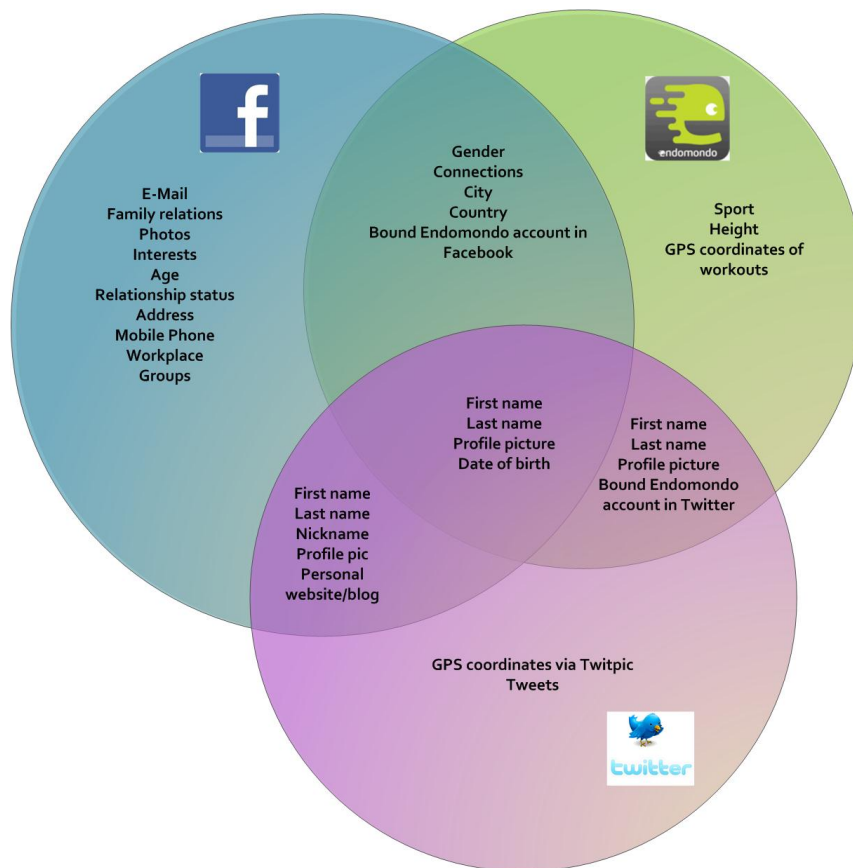 f
endomondo
E-Mail
Family relations
Photos
Interests
Age
Relationship status
Address
Mobile Phone
Workplace
Groups
Gender
Connections
City
Country
Bound Endomondo account in
Facebook
Sport
Height
GPS coordinates of
workouts
First name
Last name
Profile picture
Date of birth
First name
Last name
Profile picture
Bound Endomondo
account in Twitter
First name
Last name
Nickname
Profile pic
Personal
website/blog
GPS coordinates via Twitpic
Tweets
twitter